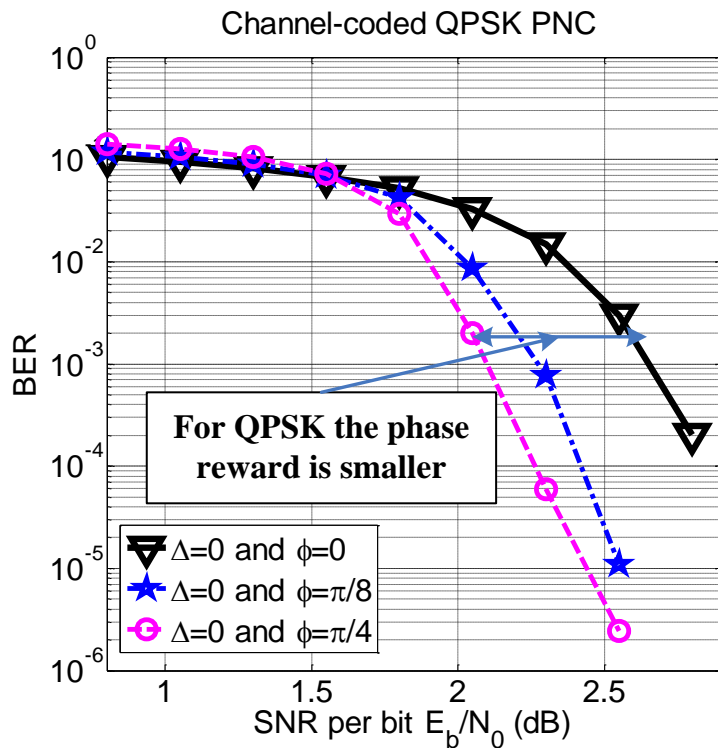 Channel-coded QPSK PNC
10^0
10^-1
10^-2
10^-3
10^-4
10^-5
10^-6
BER
For QPSK the phase
reward is smaller
Δ=0 and ϕ=0
Δ=0 and ϕ=π/8
Δ=0 and ϕ=π/4
1 1.5 2 2.5
SNR per bit E_b/N_0 (dB)